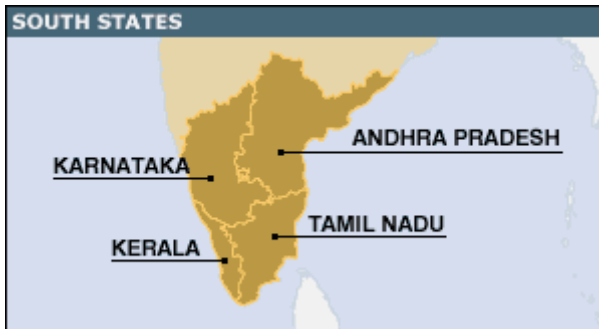 SOUTH STATES
ANDHRA PRADESH
KARNATAKA
TAMIL NADU
KERALA